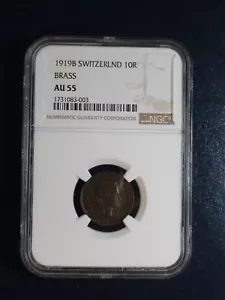 1919B SWITZERLND 10R
BRASS
AU 55
1731083-003
NUMISMATIC GUARANTY CORPORATION
NGC